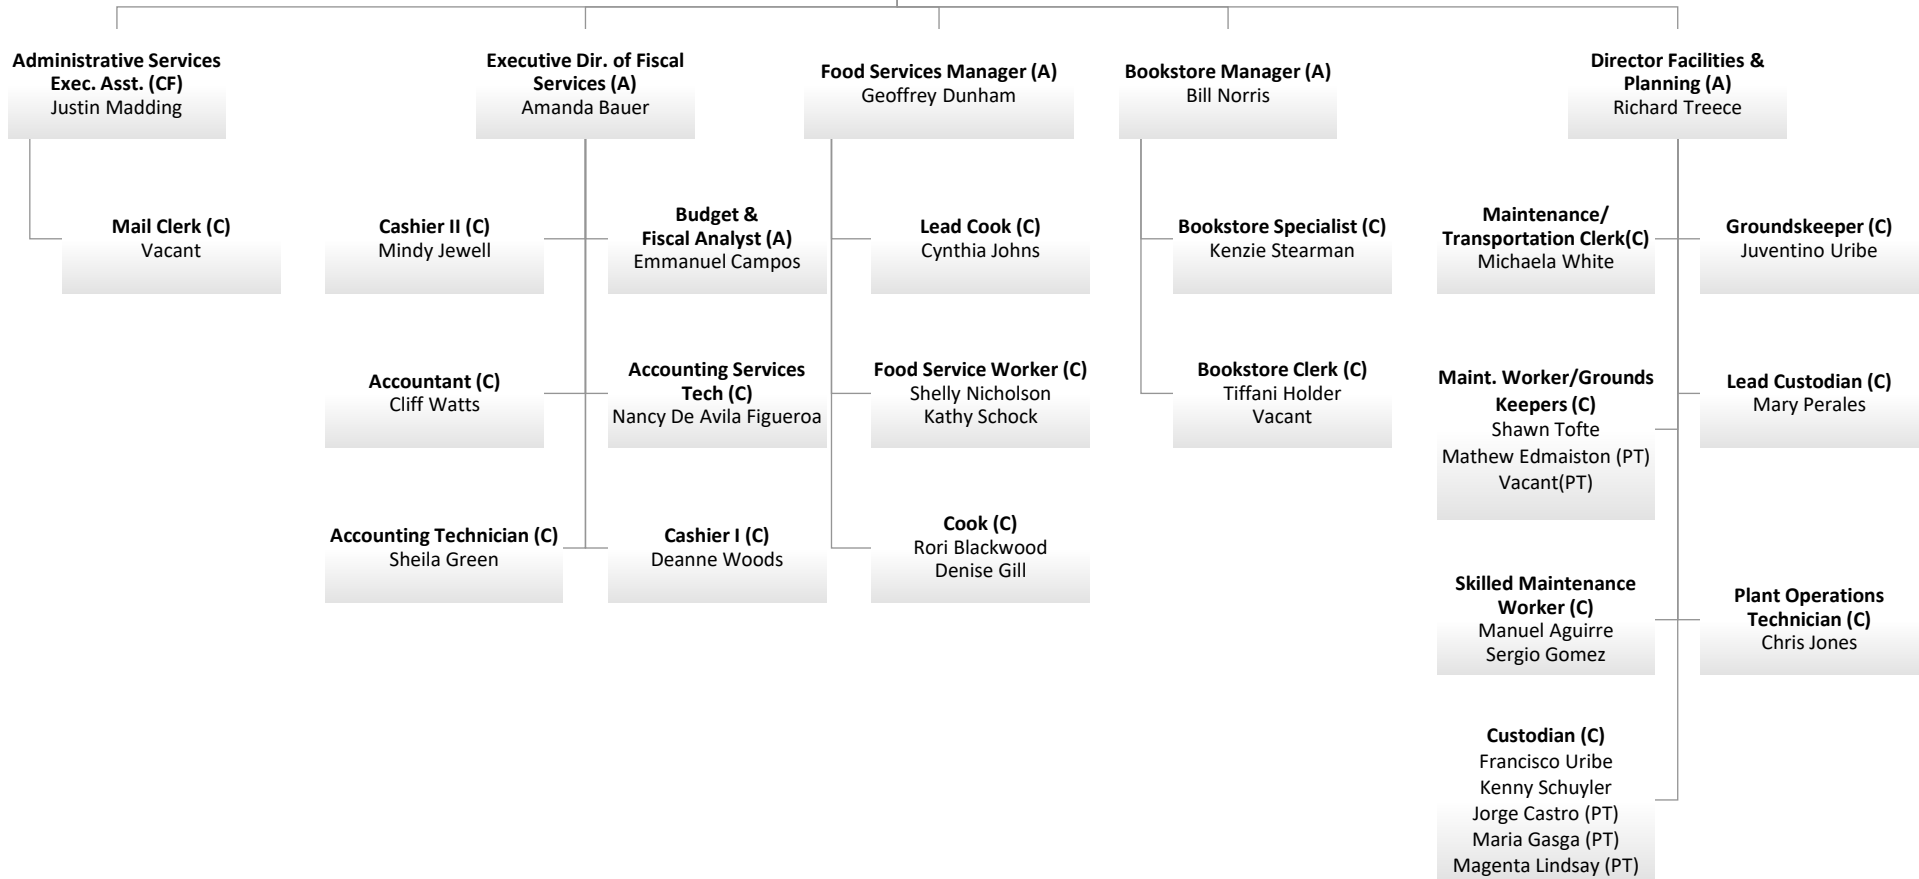 Administrative Services
Exec. Asst. (CF)
Justin Madding
Executive Dir. of Fiscal
Services (A)
Amanda Bauer
Food Services Manager (A)
Geoffrey Dunham
Bookstore Manager (A)
Bill Norris
Director Facilities &
Planning (A)
Richard Treece
Mail Clerk (C)
Vacant
Cashier II (C)
Mindy Jewell
Budget &
Fiscal Analyst (A)
Emmanuel Campos
Lead Cook (C)
Cynthia Johns
Bookstore Specialist (C)
Kenzie Stearman
Maintenance/
Transportation Clerk(C)
Michaela White
Groundskeeper (C)
Juventino Uribe
Accountant (C)
Cliff Watts
Accounting Services
Tech (C)
Nancy De Avila Figueroa
Food Service Worker (C)
Shelly Nicholson
Kathy Schock
Bookstore Clerk (C)
Tiffani Holder
Vacant
Maint. Worker/Grounds
Keepers (C)
Shawn Tofte
Mathew Edmaiston (PT)
Vacant(PT)
Lead Custodian (C)
Mary Perales
Accounting Technician (C)
Sheila Green
Cashier I (C)
Deanne Woods
Cook (C)
Rori Blackwood
Denise Gill
Skilled Maintenance
Worker (C)
Manuel Aguirre
Sergio Gomez
Plant Operations
Technician (C)
Chris Jones
Custodian (C)
Francisco Uribe
Kenny Schuyler
Jorge Castro (PT)
Maria Gasga (PT)
Magenta Lindsay (PT)